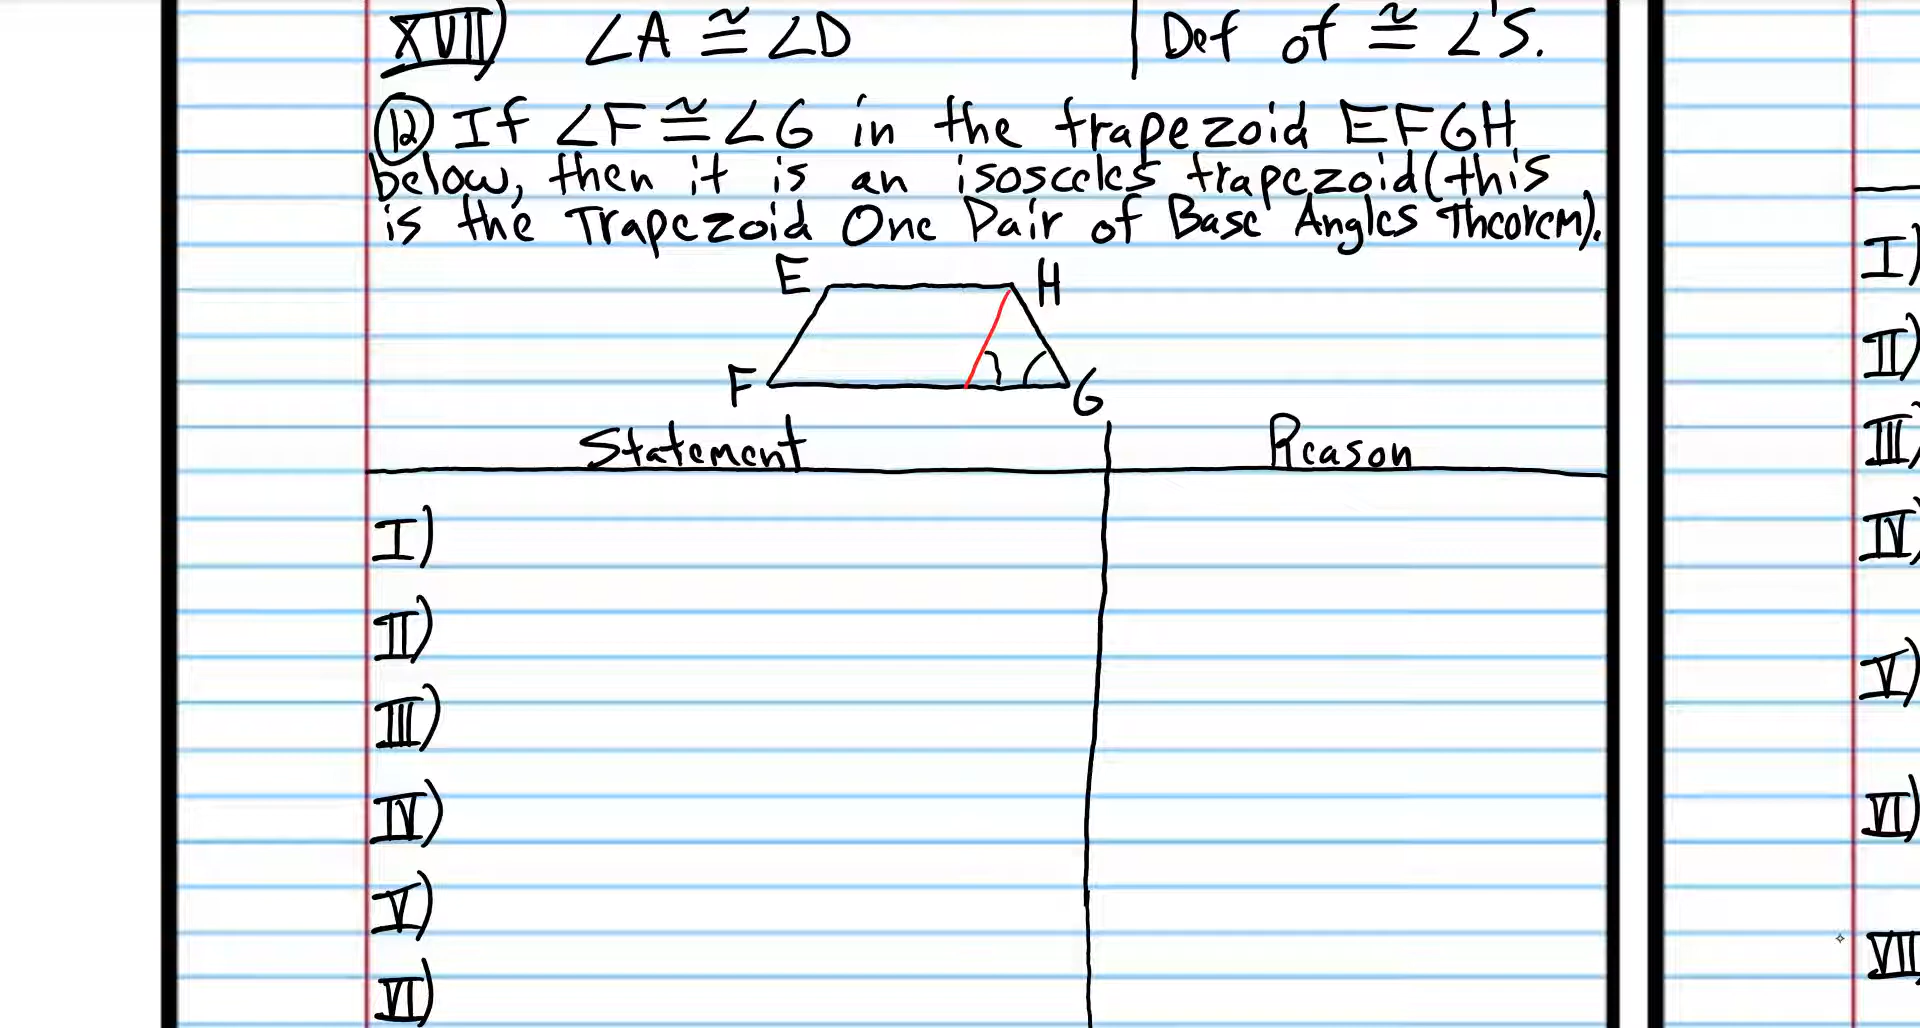 XVII) ∠A ≅ ∠D | Def of ≅ ∠'S.
12 If ∠F ≅ ∠G in the trapezoid EFGH
below, then it is an isosceles trapezoid (this
is the Trapezoid One Pair of Base Angles Theorem).
E H
F G
Statement Reason
I)
II)
III)
IV)
V)
VI)
I)
II)
III)
IV)
V)
VI)
VII